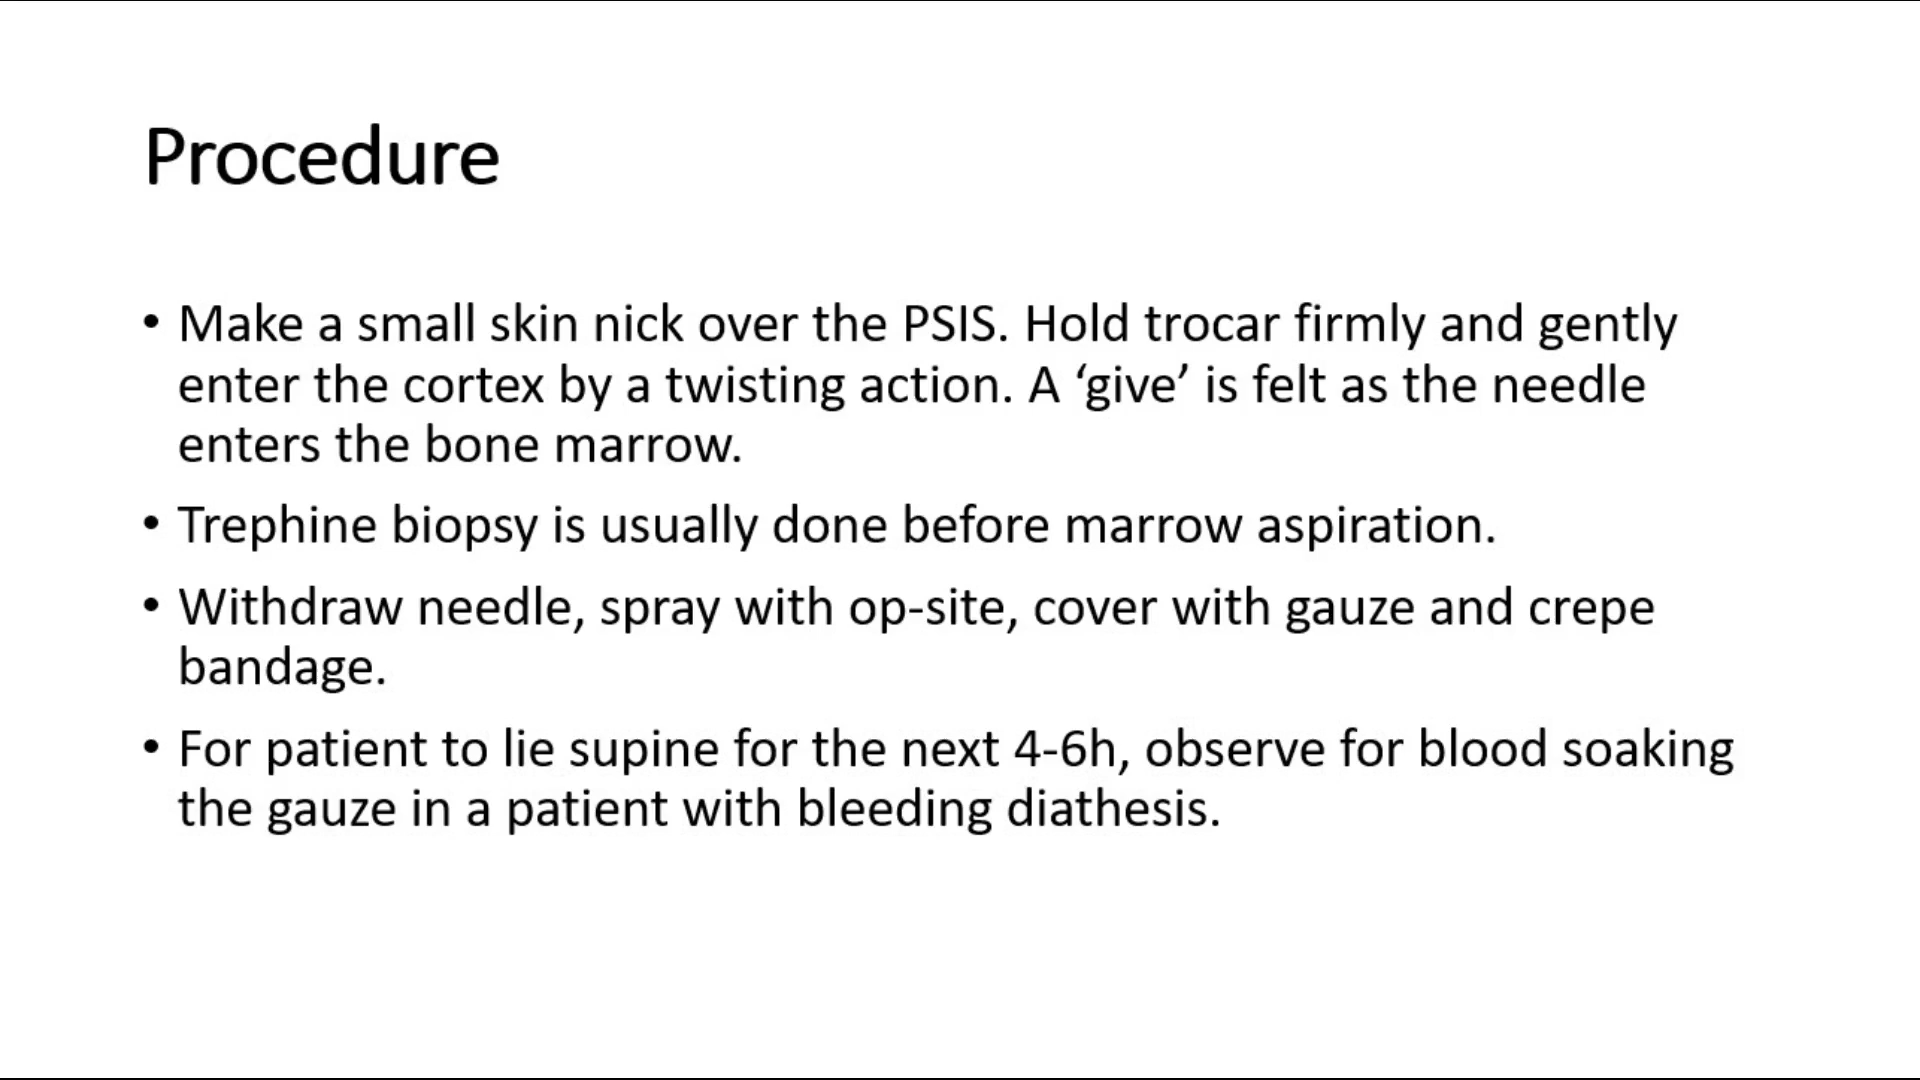 Procedure
• Make a small skin nick over the PSIS. Hold trocar firmly and gently
enter the cortex by a twisting action. A ‘give’ is felt as the needle
enters the bone marrow.
• Trephine biopsy is usually done before marrow aspiration.
• Withdraw needle, spray with op-site, cover with gauze and crepe
bandage.
• For patient to lie supine for the next 4-6h, observe for blood soaking
the gauze in a patient with bleeding diathesis.